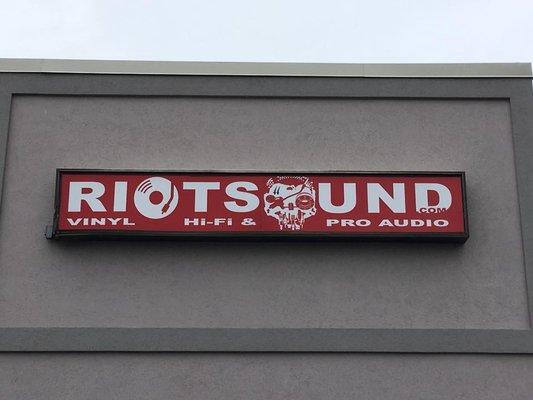 RIOTSOUND.COM
VINYL HI-FI & PRO AUDIO